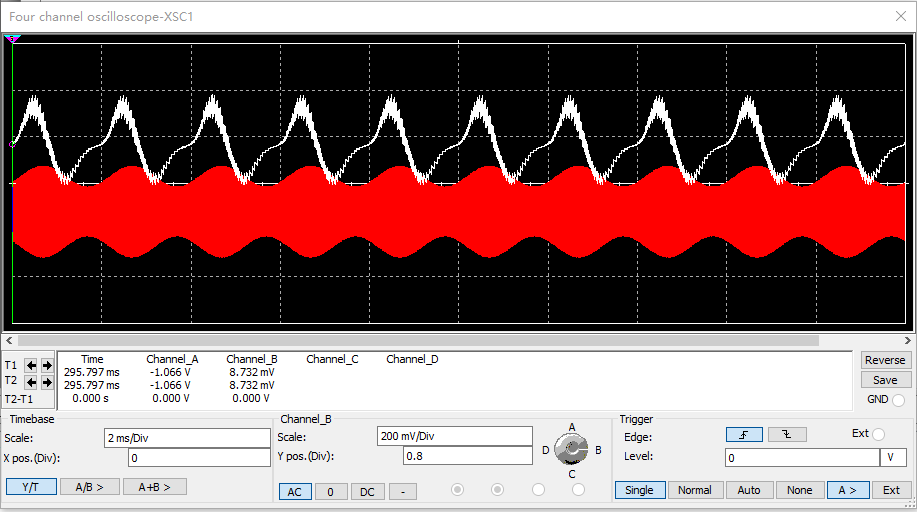 Four channel oscilloscope-XSC1
T1
T2
T2-T1
Time Channel_A Channel_B Channel_C Channel_D
295.797 ms -1.066 V 8.732 mV
295.797 ms -1.066 V 8.732 mV
0.000 s 0.000 V 0.000 V
Reverse
Save
GND
Timebase
Scale: 2 ms/Div
X pos.(Div): 0
Y/T A/B > A+B >
Channel_B
Scale: 200 mV/Div
Y pos.(Div): 0.8
AC 0 DC -
A
D B
C
Trigger
Edge: Ext
Level: 0 V
Single Normal Auto None A > Ext